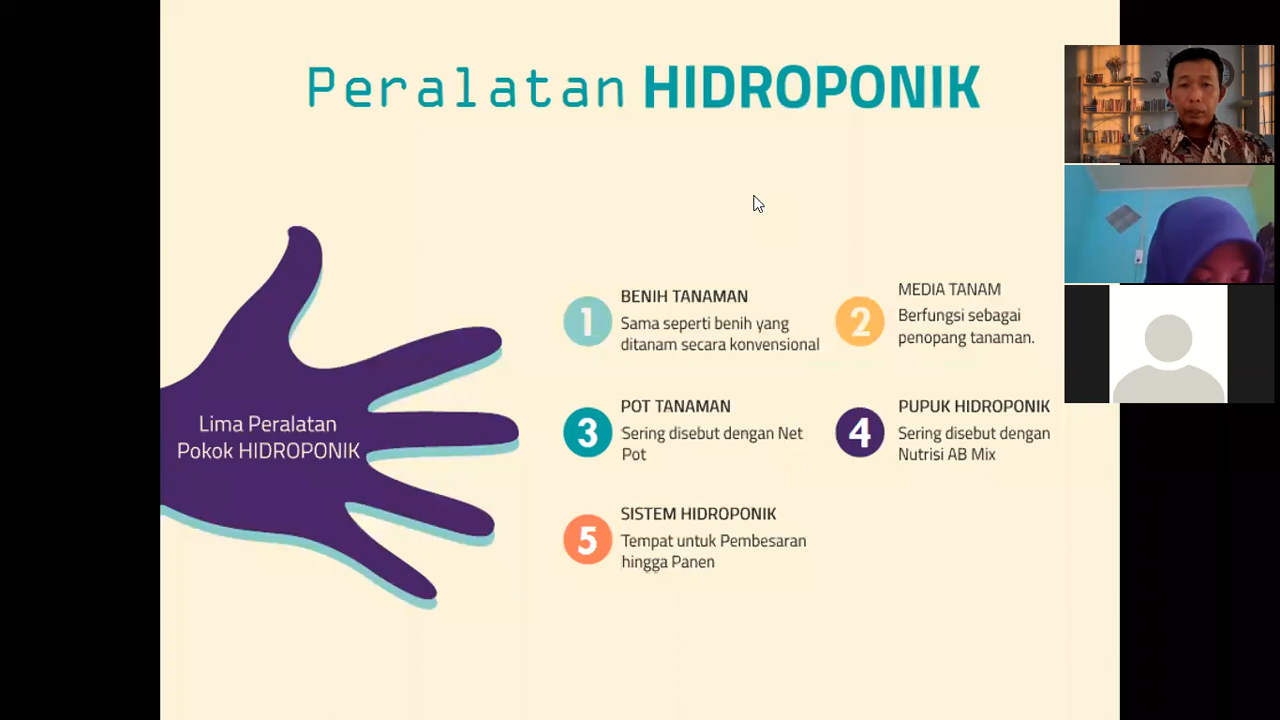 Peralatan HIDROPONIK
Lima Peralatan
Pokok HIDROPONIK
1
BENIH TANAMAN
Sama seperti benih yang
ditanam secara konvensional
2
MEDIA TANAM
Berfungsi sebagai
penopang tanaman.
3
POT TANAMAN
Sering disebut dengan Net
Pot
4
PUPUK HIDROPONIK
Sering disebut dengan
Nutrisi AB Mix
5
SISTEM HIDROPONIK
Tempat untuk Pembesaran
hingga Panen